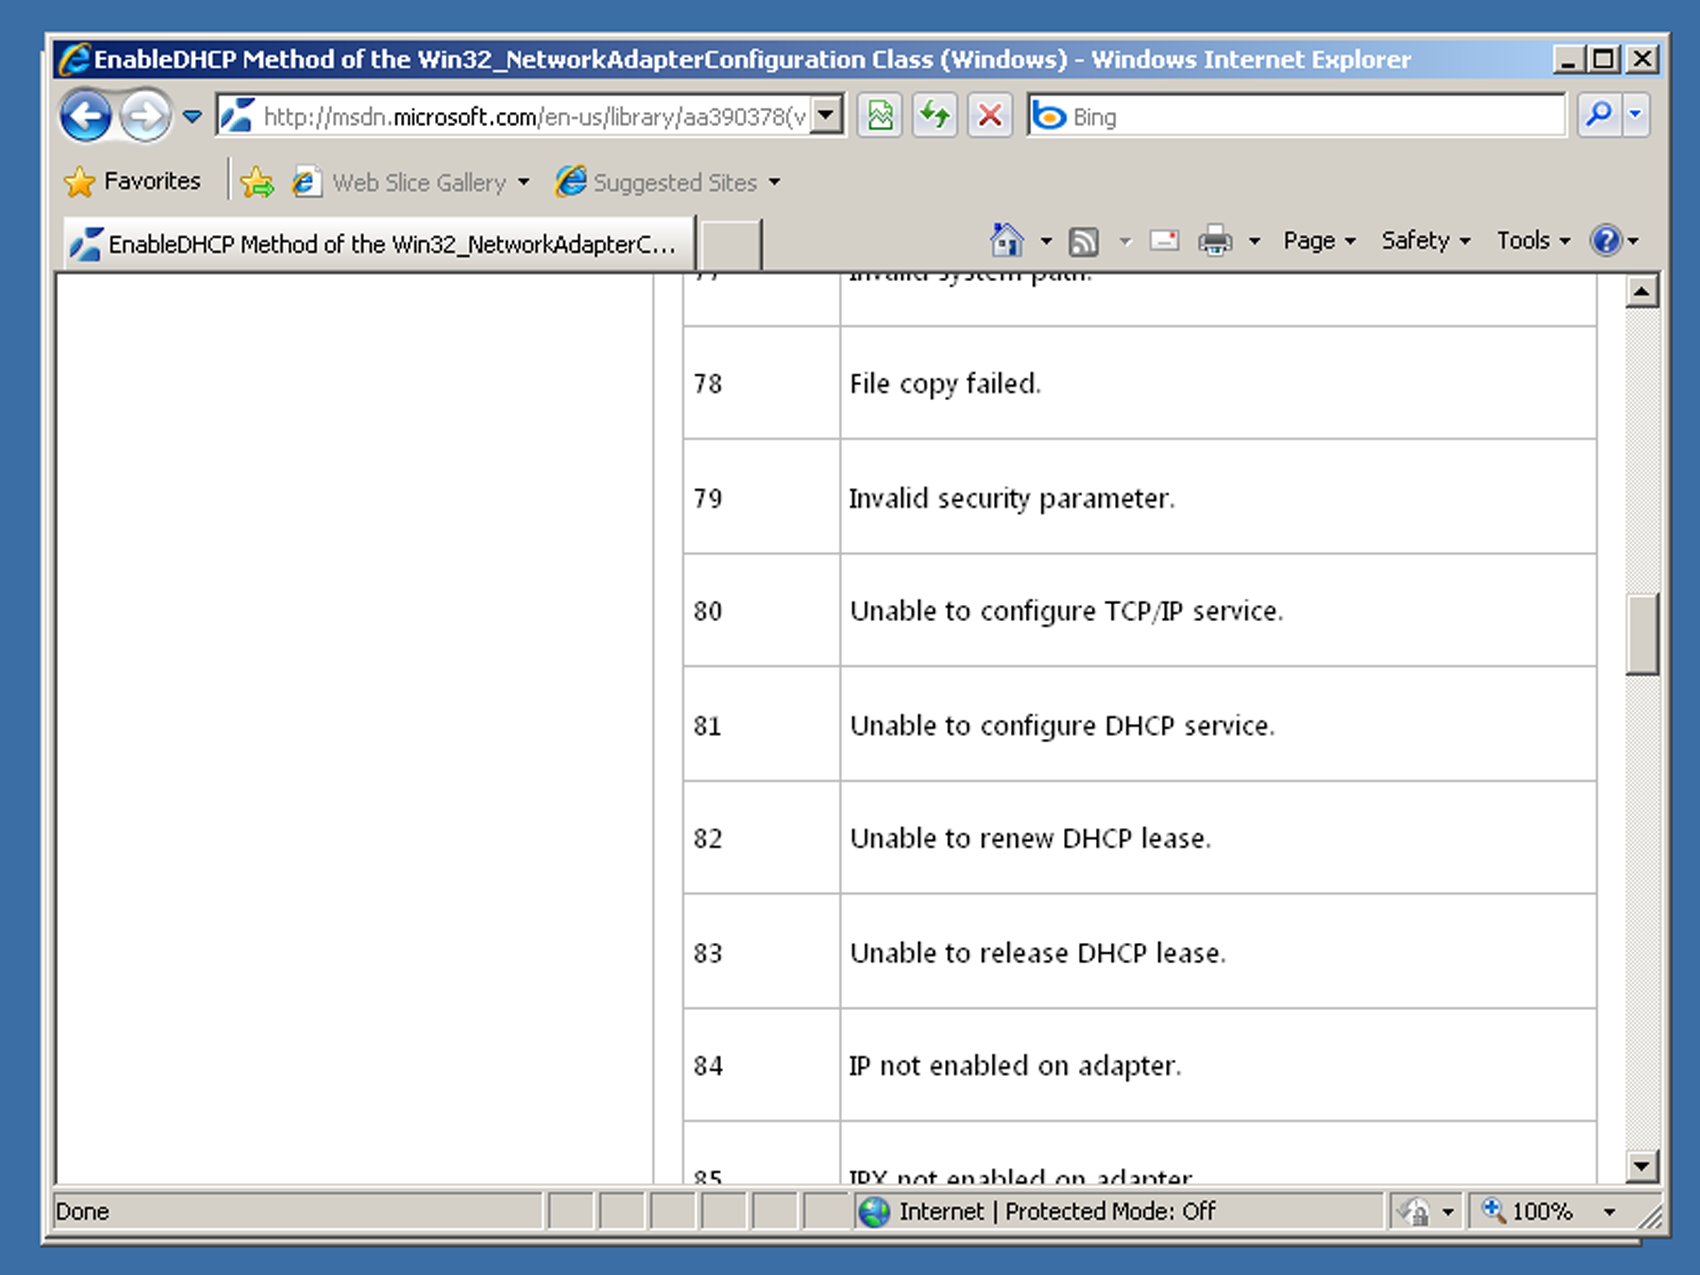 EnableDHCP Method of the Win32_NetworkAdapterConfiguration Class (Windows) - Windows Internet Explorer
http://msdn.microsoft.com/en-us/library/aa390378(v
Bing
Favorites
Web Slice Gallery
Suggested Sites
EnableDHCP Method of the Win32_NetworkAdapterC...
Page
Safety
Tools
77 Invalid system path.
78 File copy failed.
79 Invalid security parameter.
80 Unable to configure TCP/IP service.
81 Unable to configure DHCP service.
82 Unable to renew DHCP lease.
83 Unable to release DHCP lease.
84 IP not enabled on adapter.
85 IPX not enabled on adapter
Done
Internet | Protected Mode: Off
100%